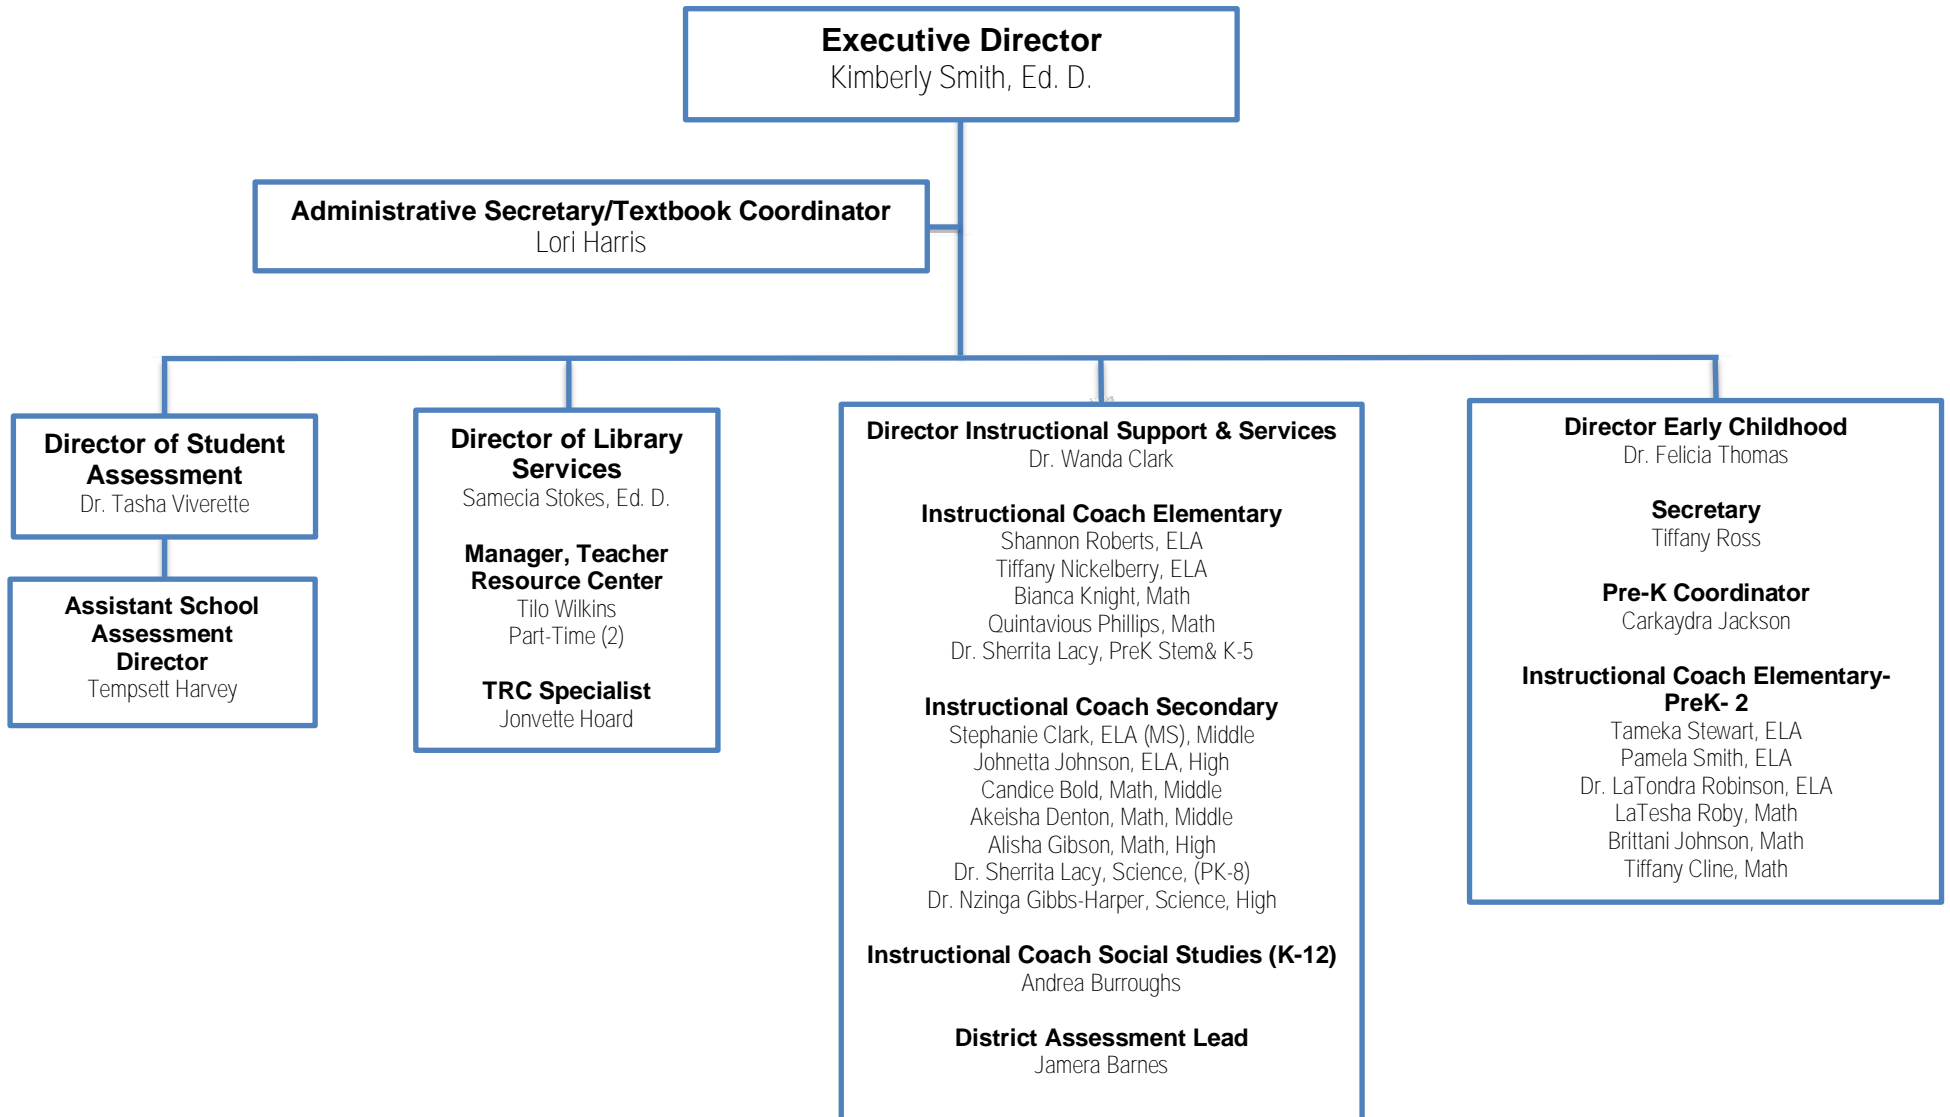 Executive Director
Kimberly Smith, Ed. D.
Administrative Secretary/Textbook Coordinator
Lori Harris
Director of Student
Assessment
Dr. Tasha Viverette
Assistant School
Assessment
Director
Tempsett Harvey
Director of Library
Services
Samecia Stokes, Ed. D.
Manager, Teacher
Resource Center
Tilo Wilkins
Part-Time (2)
TRC Specialist
Jonvette Hoard
Director Instructional Support & Services
Dr. Wanda Clark
Instructional Coach Elementary
Shannon Roberts, ELA
Tiffany Nickelberry, ELA
Bianca Knight, Math
Quintavious Phillips, Math
Dr. Sherrita Lacy, PreK Stem& K-5
Instructional Coach Secondary
Stephanie Clark, ELA (MS), Middle
Johnetta Johnson, ELA, High
Candice Bold, Math, Middle
Akeisha Denton, Math, Middle
Alisha Gibson, Math, High
Dr. Sherrita Lacy, Science, (PK-8)
Dr. Nzinga Gibbs-Harper, Science, High
Instructional Coach Social Studies (K-12)
Andrea Burroughs
District Assessment Lead
Jamera Barnes
Director Early Childhood
Dr. Felicia Thomas
Secretary
Tiffany Ross
Pre-K Coordinator
Carkaydra Jackson
Instructional Coach Elementary-
PreK- 2
Tameka Stewart, ELA
Pamela Smith, ELA
Dr. LaTondra Robinson, ELA
LaTesha Roby, Math
Brittani Johnson, Math
Tiffany Cline, Math